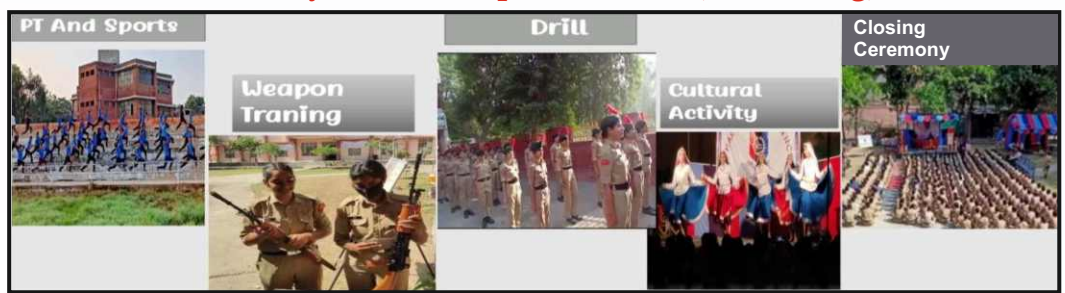 PT And Sports
Weapon
Traning
Drill
Cultural
Activity
Closing
Ceremony